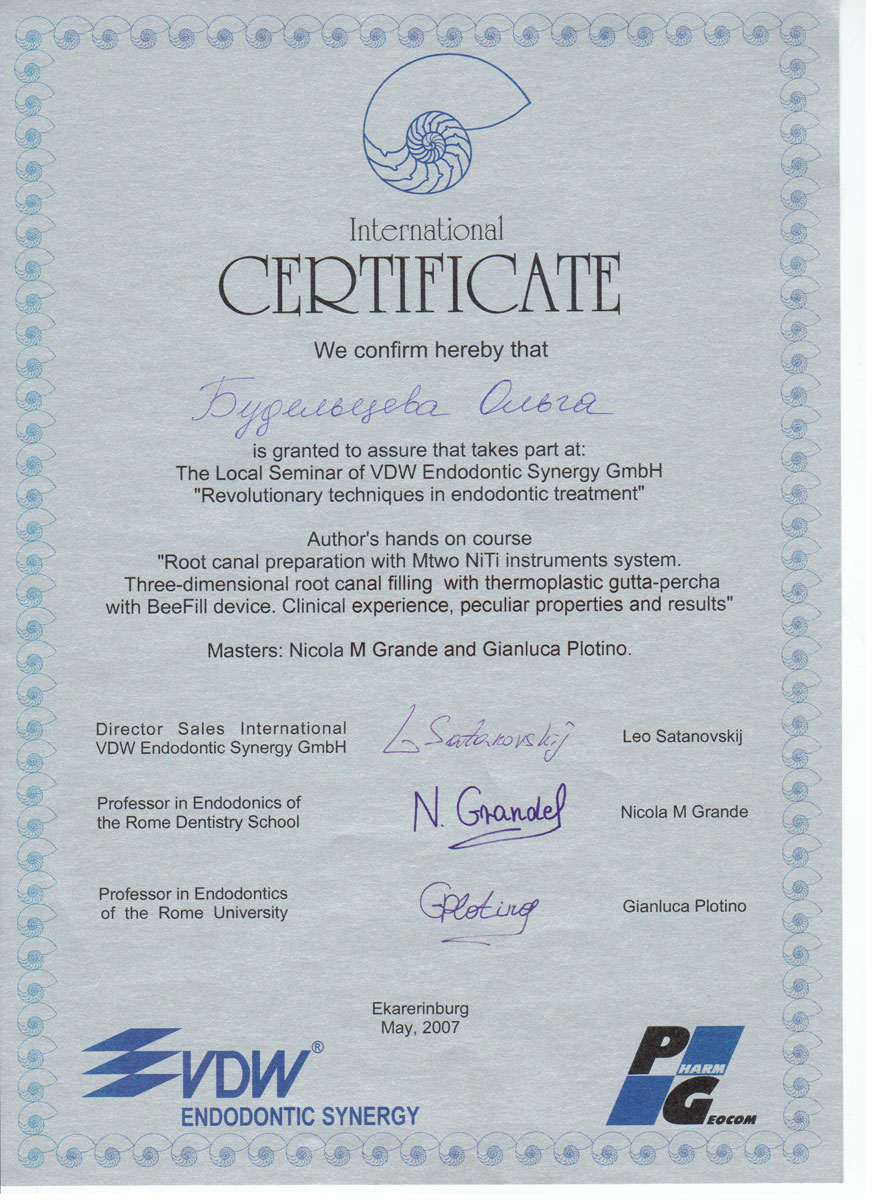 International
CERTIFICATE
We confirm hereby that
Будельцева Ольга
is granted to assure that takes part at:
The Local Seminar of VDW Endodontic Synergy GmbH
"Revolutionary techniques in endodontic treatment"
Author's hands on course
"Root canal preparation with Mtwo NiTi instruments system.
Three-dimensional root canal filling with thermoplastic gutta-percha
with BeeFill device. Clinical experience, peculiar properties and results"
Masters: Nicola M Grande and Gianluca Plotino.
Director Sales International
VDW Endodontic Synergy GmbH
L Satanovskij
Leo Satanovskij
Professor in Endodonics of
the Rome Dentistry School
N. Grande
Nicola M Grande
Professor in Endodontics
of the Rome University
GPlotino
Gianluca Plotino
Ekarerinburg
May, 2007
VDW®
ENDODONTIC SYNERGY
PHARM
GEOCOM